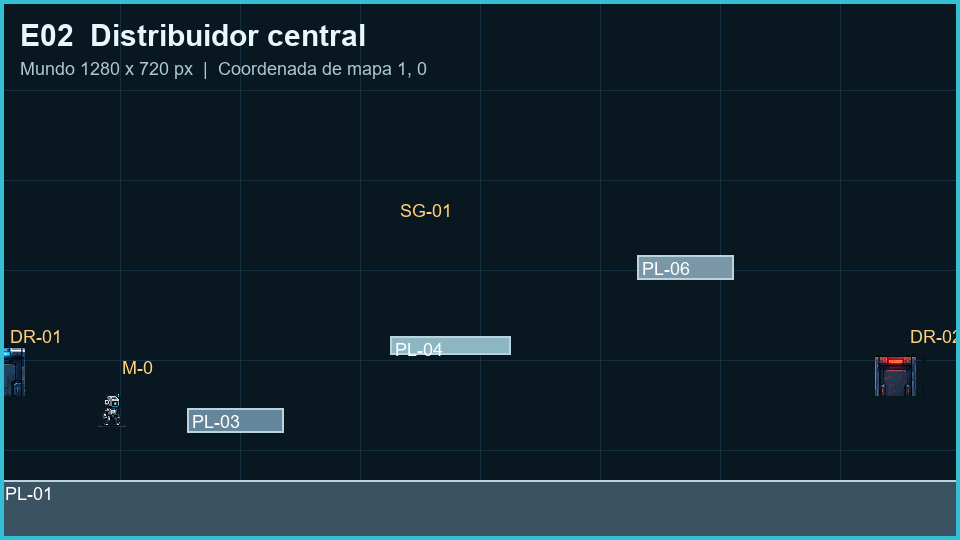 E02  Distribuidor central
Mundo 1280 x 720 px  |  Coordenada de mapa 1, 0
SG-01
PL-06
DR-01
DR-02
PL-04
M-0
PL-03
PL-01